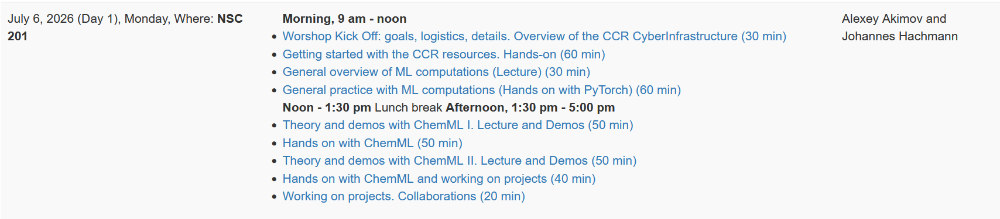 July 6, 2026 (Day 1), Monday, Where: NSC
201
Morning, 9 am - noon
Worshop Kick Off: goals, logistics, details. Overview of the CCR CyberInfrastructure (30 min)
Getting started with the CCR resources. Hands-on (60 min)
General overview of ML computations (Lecture) (30 min)
General practice with ML computations (Hands on with PyTorch) (60 min)
Noon - 1:30 pm Lunch break Afternoon, 1:30 pm - 5:00 pm
Theory and demos with ChemML I. Lecture and Demos (50 min)
Hands on with ChemML (50 min)
Theory and demos with ChemML II. Lecture and Demos (50 min)
Hands on with ChemML and working on projects (40 min)
Working on projects. Collaborations (20 min)
Alexey Akimov and
Johannes Hachmann